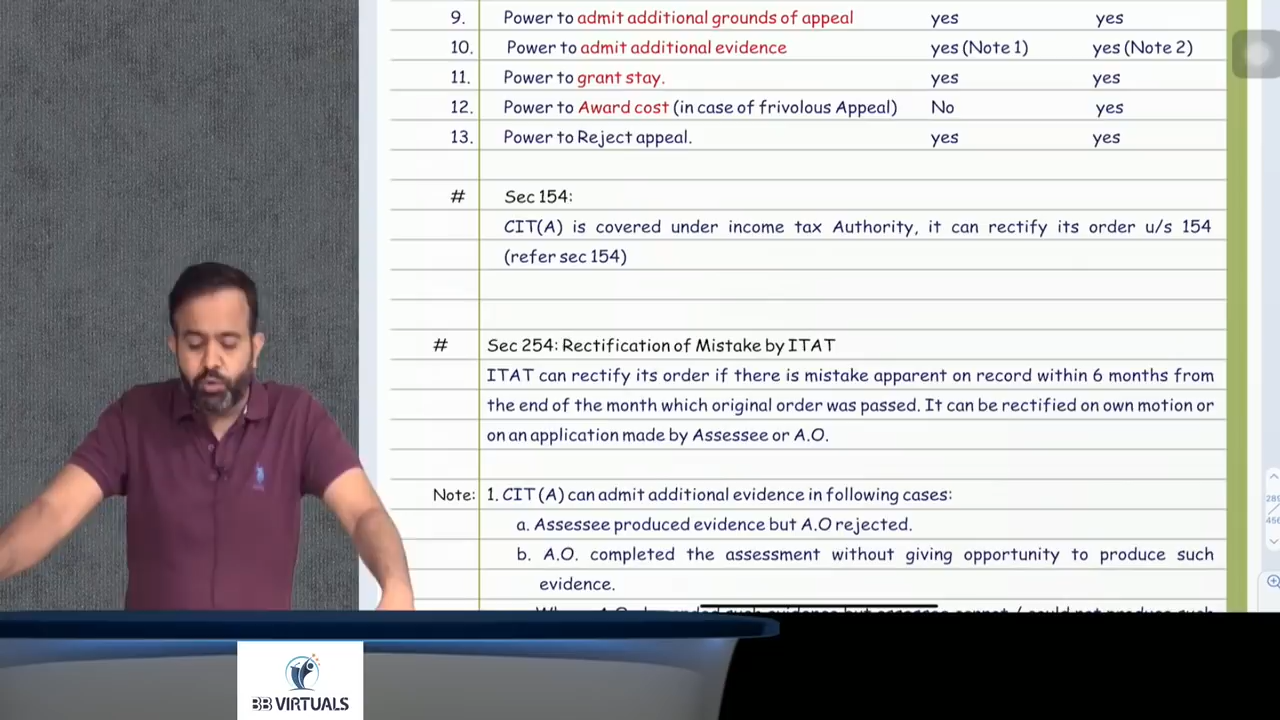 9. Power to admit additional grounds of appeal yes yes
10. Power to admit additional evidence yes (Note 1) yes (Note 2)
11. Power to grant stay. yes yes
12. Power to Award cost (in case of frivolous Appeal) No yes
13. Power to Reject appeal. yes yes
# Sec 154:
CIT(A) is covered under income tax Authority, it can rectify its order u/s 154
(refer sec 154)
# Sec 254: Rectification of Mistake by ITAT
ITAT can rectify its order if there is mistake apparent on record within 6 months from
the end of the month which original order was passed. It can be rectified on own motion or
on an application made by Assessee or A.O.
Note: 1. CIT (A) can admit additional evidence in following cases:
a. Assessee produced evidence but A.O rejected.
b. A.O. completed the assessment without giving opportunity to produce such
evidence.
BB VIRTUALS